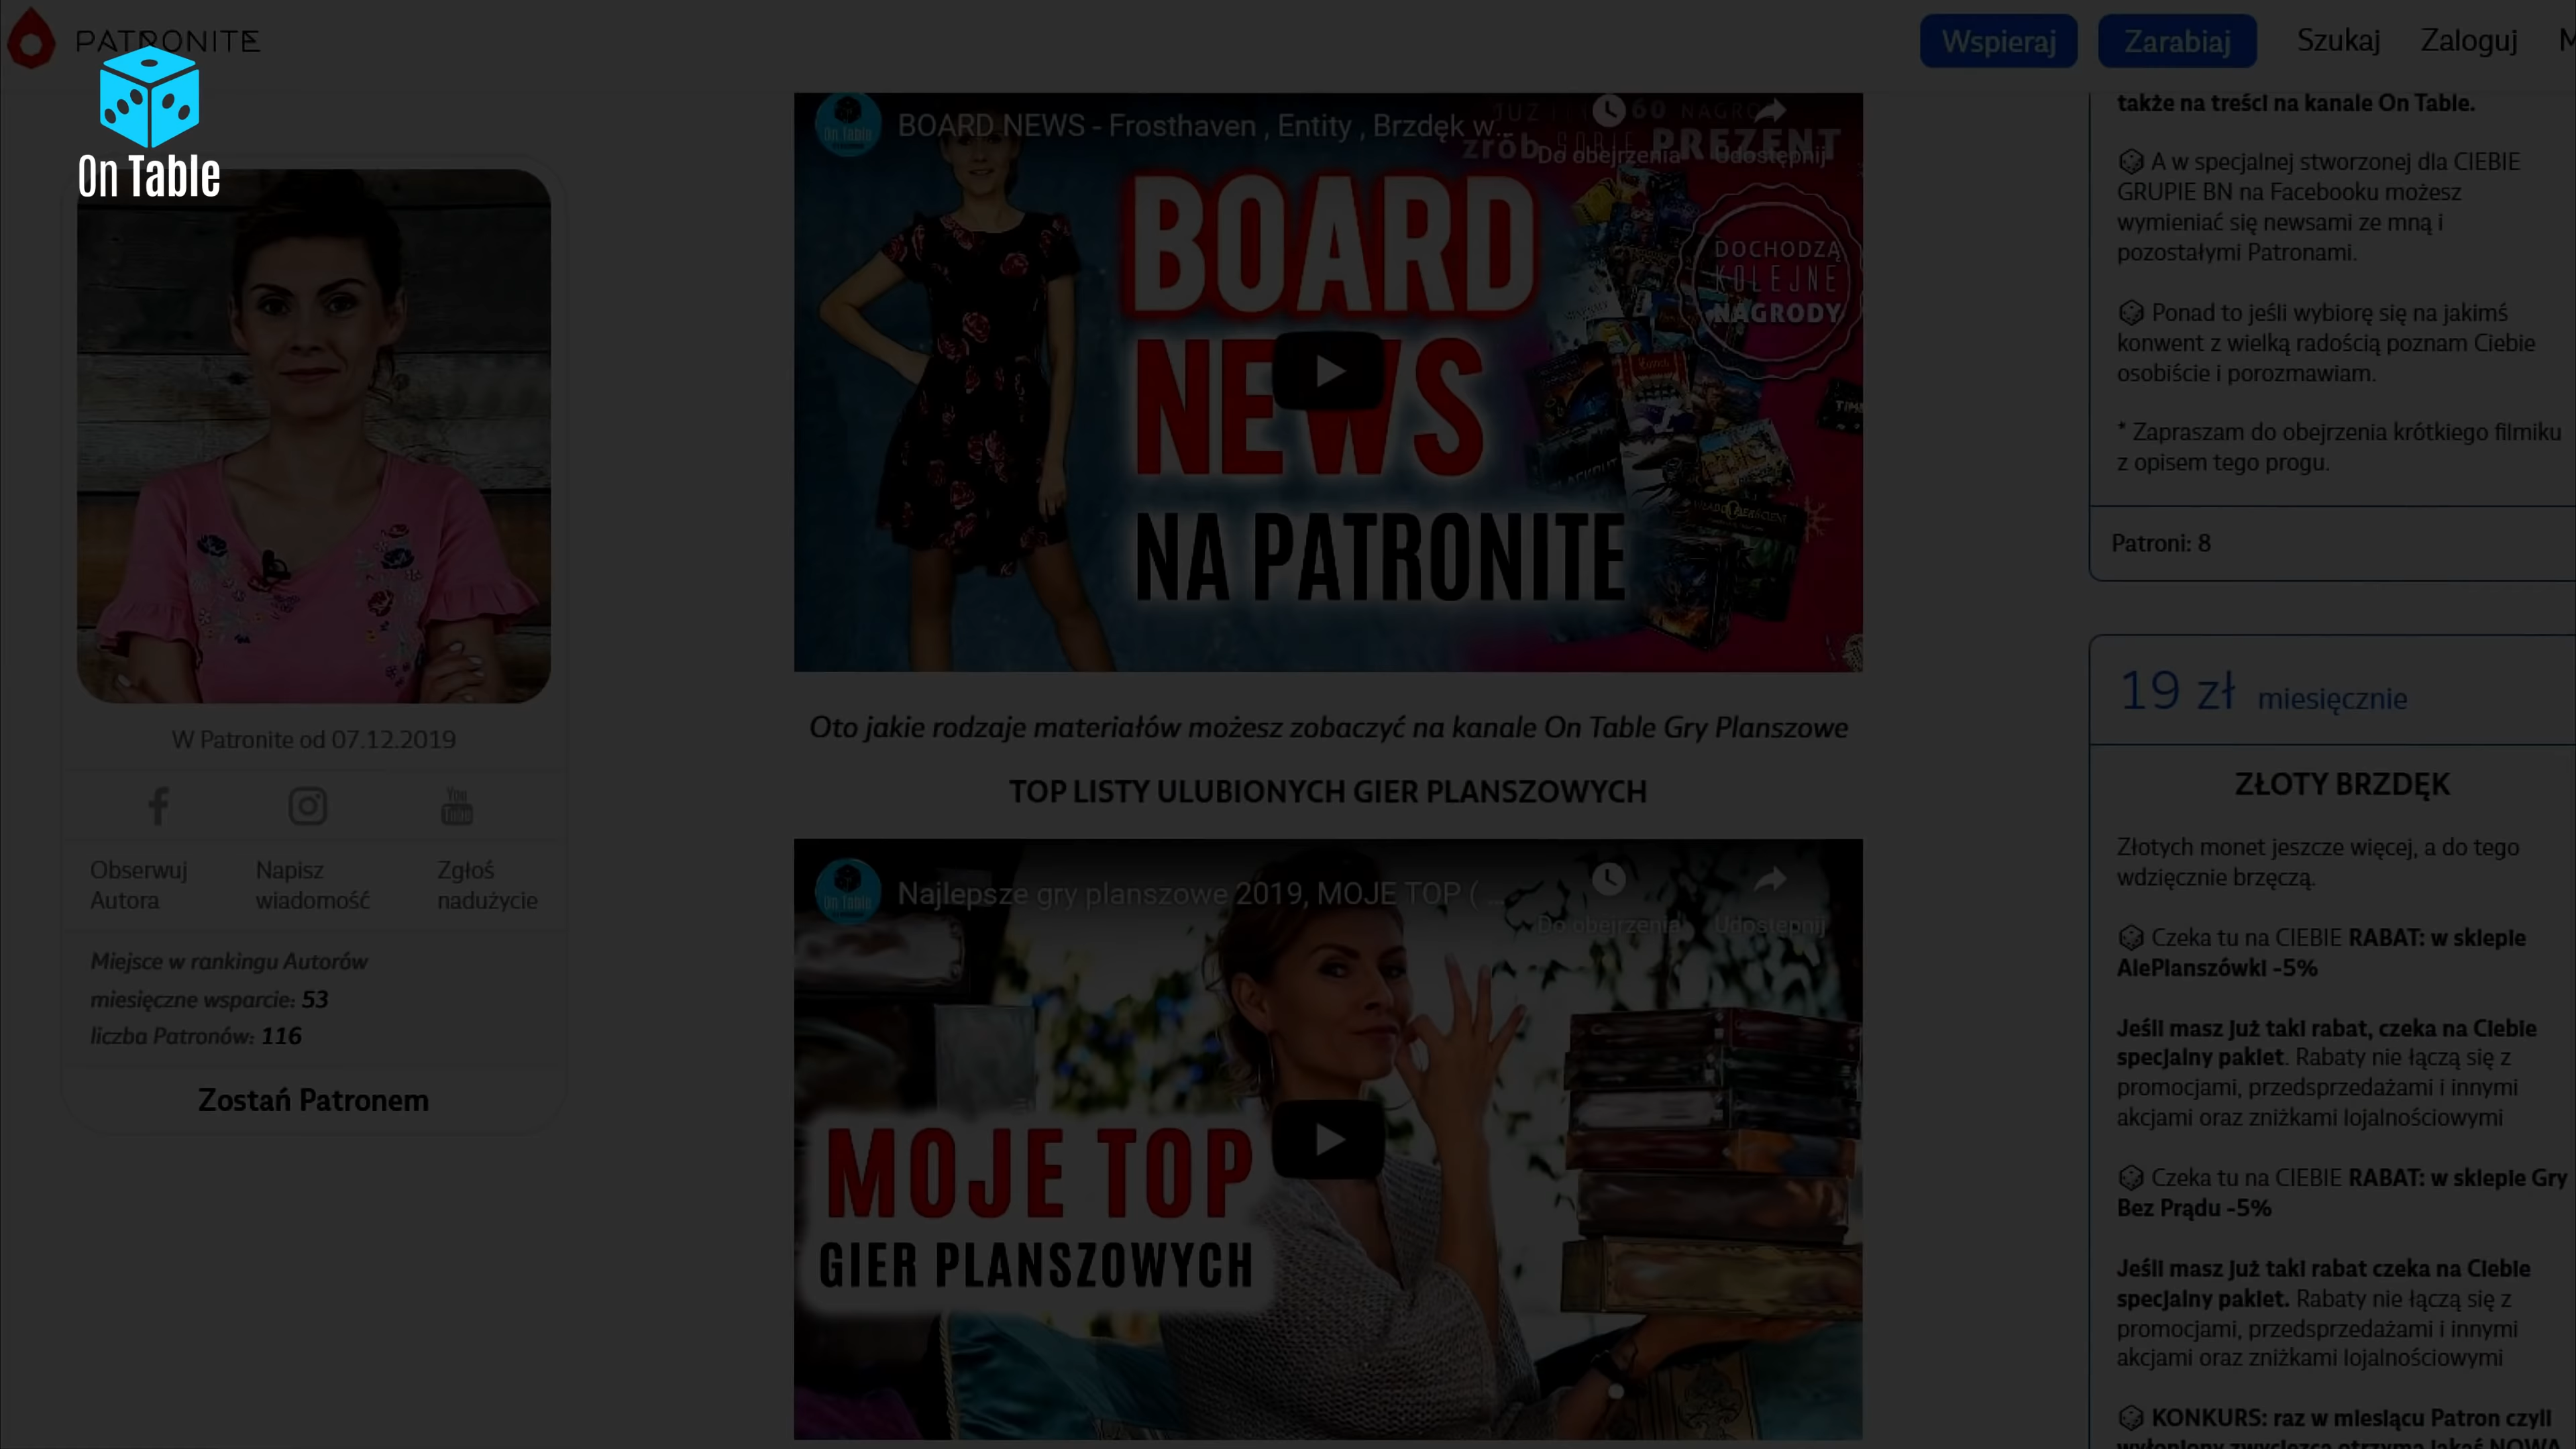 PATRONITE
Wspieraj
Zarabiaj
Szukaj
Zaloguj
On Table
W Patronite od 07.12.2019
You
Tube
Obserwuj
Autora
Napisz
wiadomość
Zgłoś
nadużycie
Miejsce w rankingu Autorów
miesięczne wsparcie: 53
liczba Patronów: 116
Zostań Patronem
BOARD NEWS - Frosthaven , Entity , Brzdęk w...
Do obejrzenia
Udostępnij
zrób SOBIE PREZENT
BOARD
NEWS
NA PATRONITE
DOCHODZĄ
KOLEJNE
NAGRODY
Oto jakie rodzaje materiałów możesz zobaczyć na kanale On Table Gry Planszowe
TOP LISTY ULUBIONYCH GIER PLANSZOWYCH
Najlepsze gry planszowe 2019, MOJE TOP ( ...
Do obejrzenia
Udostępnij
MOJE TOP
GIER PLANSZOWYCH
także na treści na kanale On Table.
A w specjalnej stworzonej dla CIEBIE
GRUPIE BN na Facebooku możesz
wymieniać się newsami ze mną i
pozostałymi Patronami.
Ponad to jeśli wybiorę się na jakimś
konwent z wielką radością poznam Ciebie
osobiście i porozmawiam.
* Zapraszam do obejrzenia krótkiego filmiku
z opisem tego progu.
Patroni: 8
19 zł miesięcznie
ZŁOTY BRZDĘK
Złotych monet jeszcze więcej, a do tego
wdzięcznie brzęczą.
Czeka tu na CIEBIE RABAT: w sklepie
AlePlanszówki -5%
Jeśli masz już taki rabat, czeka na Ciebie
specjalny pakiet. Rabaty nie łączą się z
promocjami, przedsprzedażami i innymi
akcjami oraz zniżkami lojalnościowymi
Czeka tu na CIEBIE RABAT: w sklepie Gry
Bez Prądu -5%
Jeśli masz już taki rabat czeka na Ciebie
specjalny pakiet. Rabaty nie łączą się z
promocjami, przedsprzedażami i innymi
akcjami oraz zniżkami lojalnościowymi
KONKURS: raz w miesiącu Patron czyli
wyłoniony zwycięzca otrzyma jakąś NOWĄ